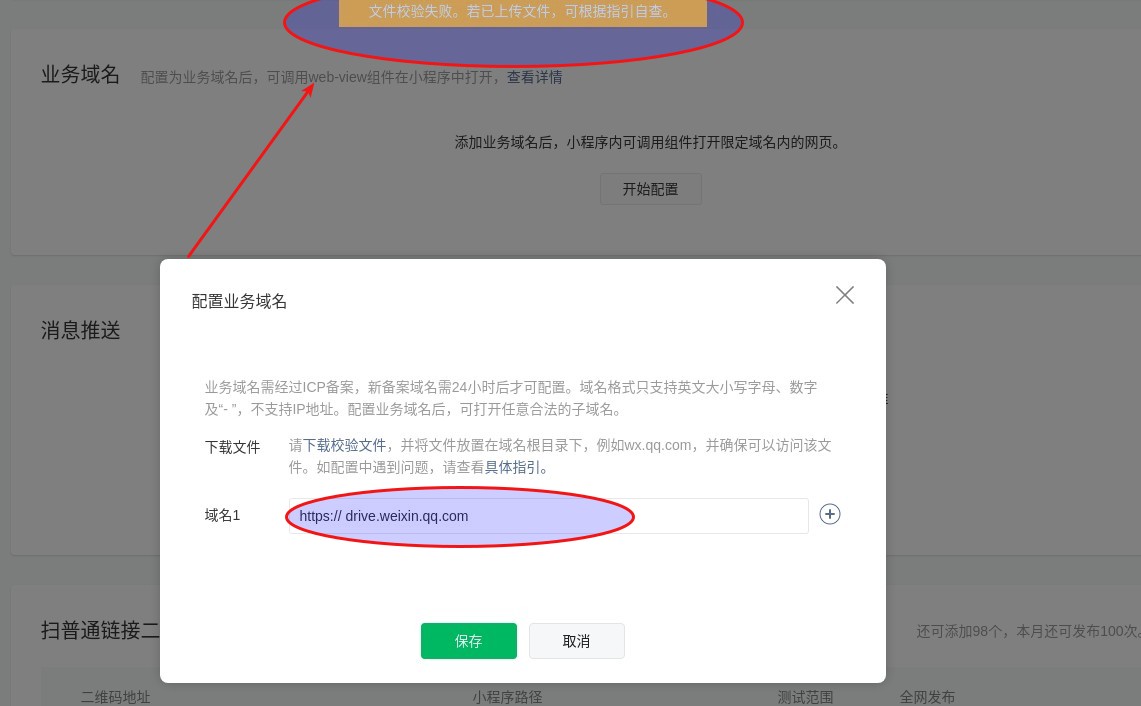 文件校验失败。若已上传文件，可根据指引自查。
业务域名 配置为业务域名后，可调用web-view组件在小程序中打开，查看详情
添加业务域名后，小程序内可调用组件打开限定域名内的网页。
开始配置
配置业务域名
消息推送
业务域名需经过ICP备案，新备案域名需24小时后才可配置。域名格式只支持英文大小写字母、数字
及“- ”，不支持IP地址。配置业务域名后，可打开任意合法的子域名。
下载文件 请下载校验文件，并将文件放置在域名根目录下，例如wx.qq.com，并确保可以访问该文
件。如配置中遇到问题，请查看具体指引。
域名1 https:// drive.weixin.qq.com
扫普通链接二 还可添加98个，本月还可发布100次。
保存 取消
二维码地址 小程序路径 测试范围 全网发布